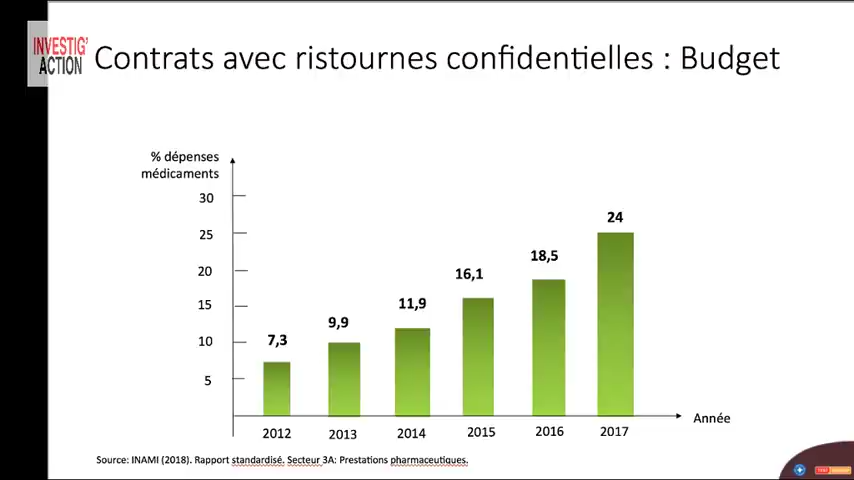 INVESTIG'
ACTION
Contrats avec ristournes confidentielles : Budget
% dépenses
médicaments
30
25
20
15
10
5
7,3
9,9
11,9
16,1
18,5
24
2012
2013
2014
2015
2016
2017
Année
Source: INAMI (2018). Rapport standardisé. Secteur 3A: Prestations pharmaceutiques.